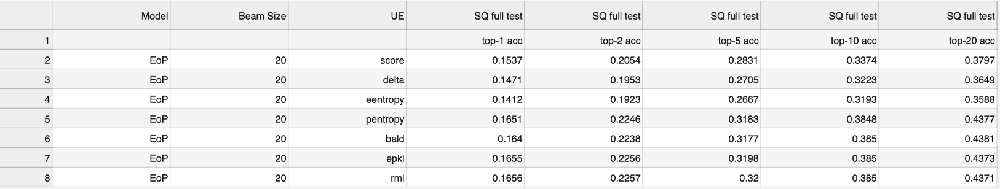 Model Beam Size UE SQ full test SQ full test SQ full test SQ full test SQ full test
1 top-1 acc top-2 acc top-5 acc top-10 acc top-20 acc
2 EoP 20 score 0.1537 0.2054 0.2831 0.3374 0.3797
3 EoP 20 delta 0.1471 0.1953 0.2705 0.3223 0.3649
4 EoP 20 eentropy 0.1412 0.1923 0.2667 0.3193 0.3588
5 EoP 20 pentropy 0.1651 0.2246 0.3183 0.3848 0.4377
6 EoP 20 bald 0.164 0.2238 0.3177 0.385 0.4381
7 EoP 20 epkl 0.1655 0.2256 0.3198 0.385 0.4373
8 EoP 20 rmi 0.1656 0.2257 0.32 0.385 0.4371